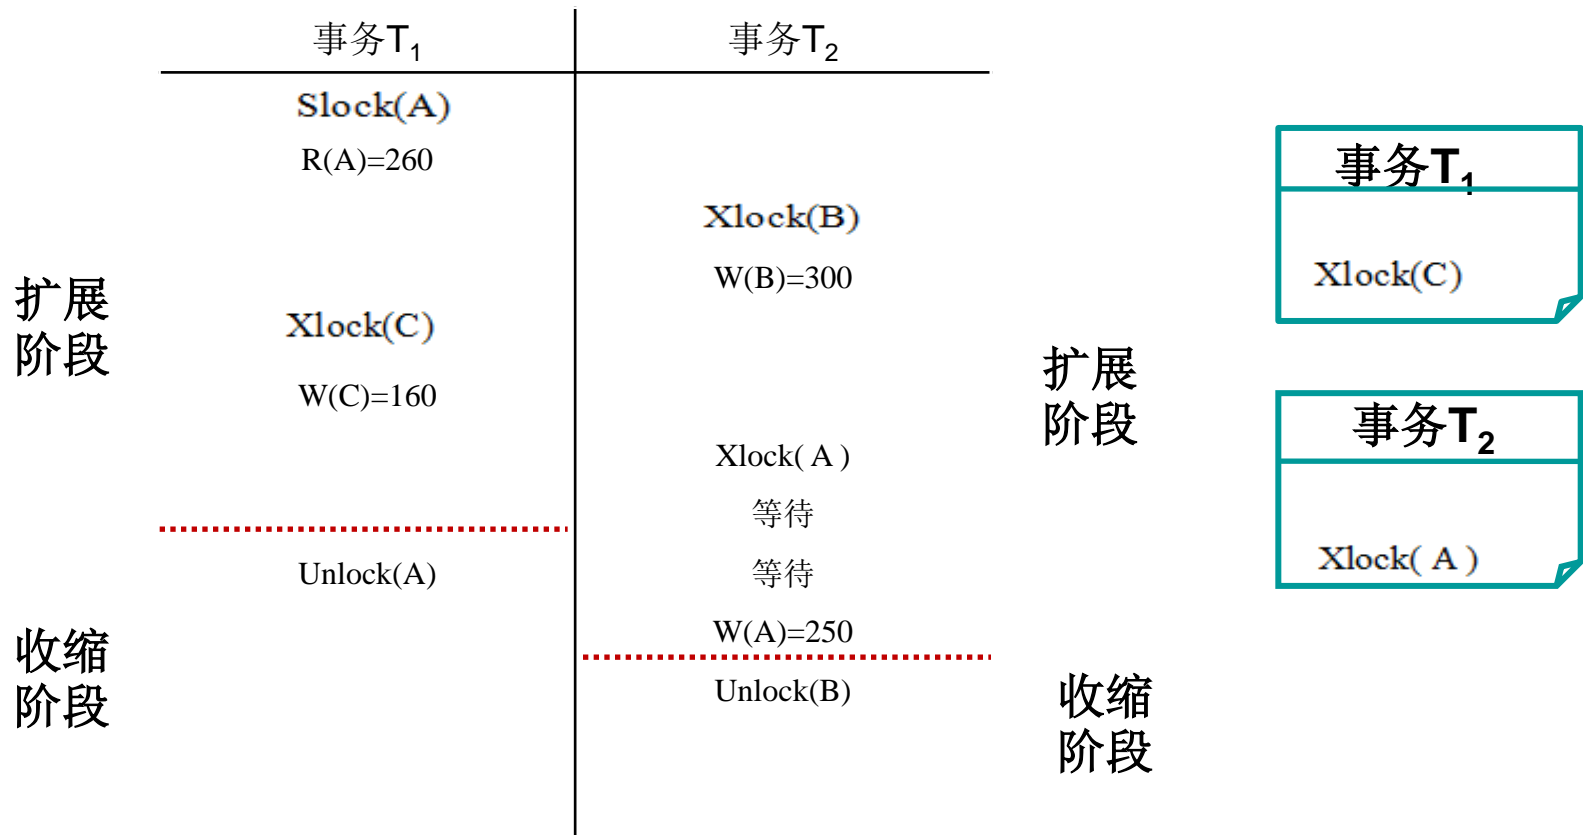 事务T1
事务T2
Slock(A)
R(A)=260
Xlock(B)
W(B)=300
扩展
阶段
Xlock(C)
W(C)=160
扩展
阶段
Xlock( A )
等待
等待
Unlock(A)
W(A)=250
收缩
阶段
Unlock(B)
收缩
阶段
事务T1
Xlock(C)
事务T2
Xlock( A )